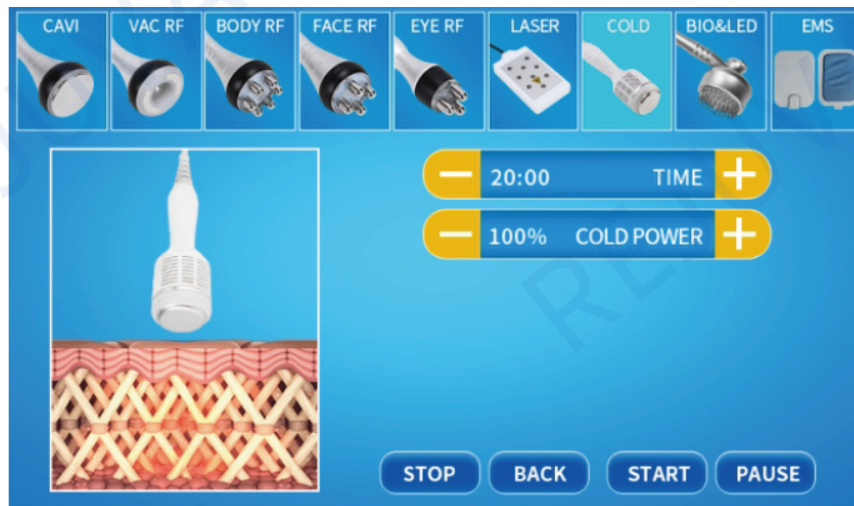 CAVI VAC RF BODY RF FACE RF EYE RF LASER COLD BIO&LED EMS
20:00 TIME
100% COLD POWER
STOP BACK START PAUSE